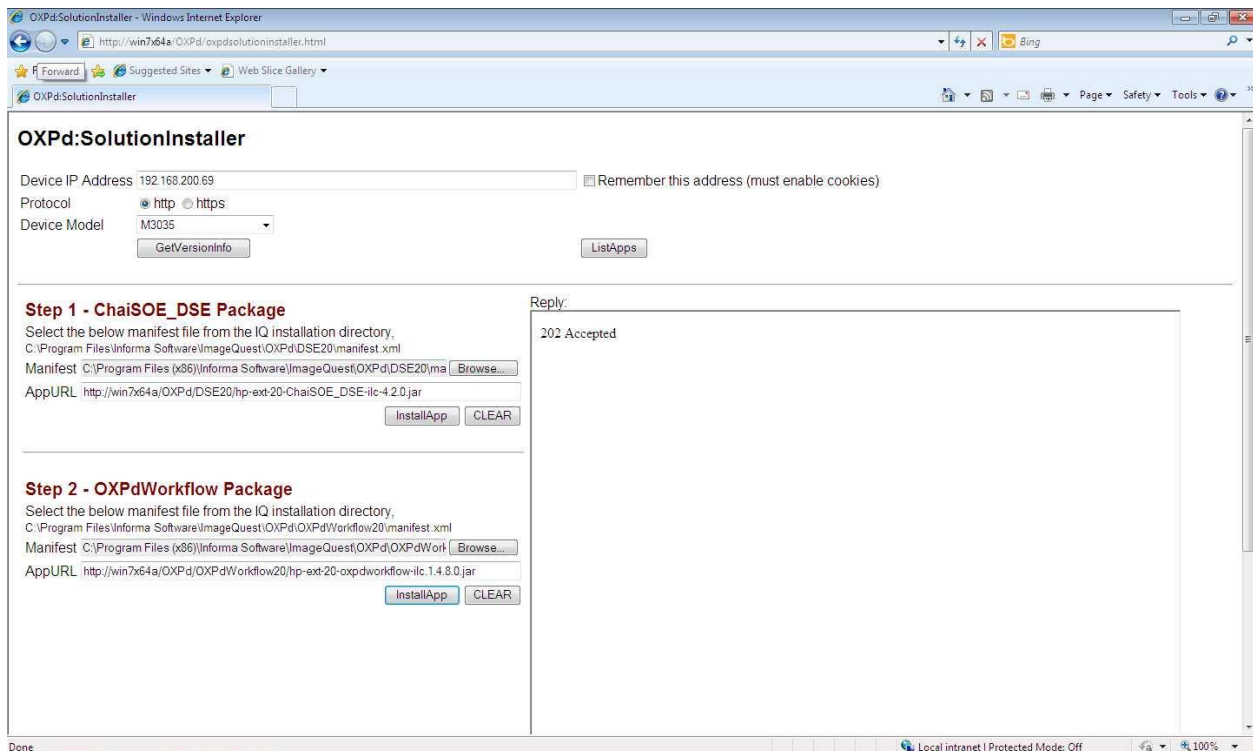 OXPd:SolutionInstaller - Windows Internet Explorer
http://win7x64a/OXPd/oxpdsolutioninstaller.html
Bing
F
Forward
Suggested Sites
Web Slice Gallery
OXPd:SolutionInstaller
Page Safety Tools
OXPd:SolutionInstaller
Device IP Address 192.168.200.69
Remember this address (must enable cookies)
Protocol http https
Device Model M3035
GetVersionInfo
ListApps
Step 1 - ChaiSOE_DSE Package
Select the below manifest file from the IQ installation directory,
C:\Program Files\Informa Software\ImageQuest\OXPd\DSE20\manifest.xml
Manifest C:\Program Files (x86)\Informa Software\ImageQuest\OXPd\DSE20\ma Browse...
AppURL http://win7x64a/OXPd/DSE20/hp-ext-20-ChaiSOE_DSE-ilc-4.2.0.jar
InstallApp CLEAR
Step 2 - OXPdWorkflow Package
Select the below manifest file from the IQ installation directory,
C:\Program Files\Informa Software\ImageQuest\OXPd\OXPdWorkflow20\manifest.xml
Manifest C:\Program Files (x86)\Informa Software\ImageQuest\OXPd\OXPdWork Browse...
AppURL http://win7x64a/OXPd/OXPdWorkflow20/hp-ext-20-oxpdworkflow-ilc.1.4.8.0.jar
InstallApp CLEAR
Reply:
202 Accepted
Done
Local intranet | Protected Mode: Off
100%